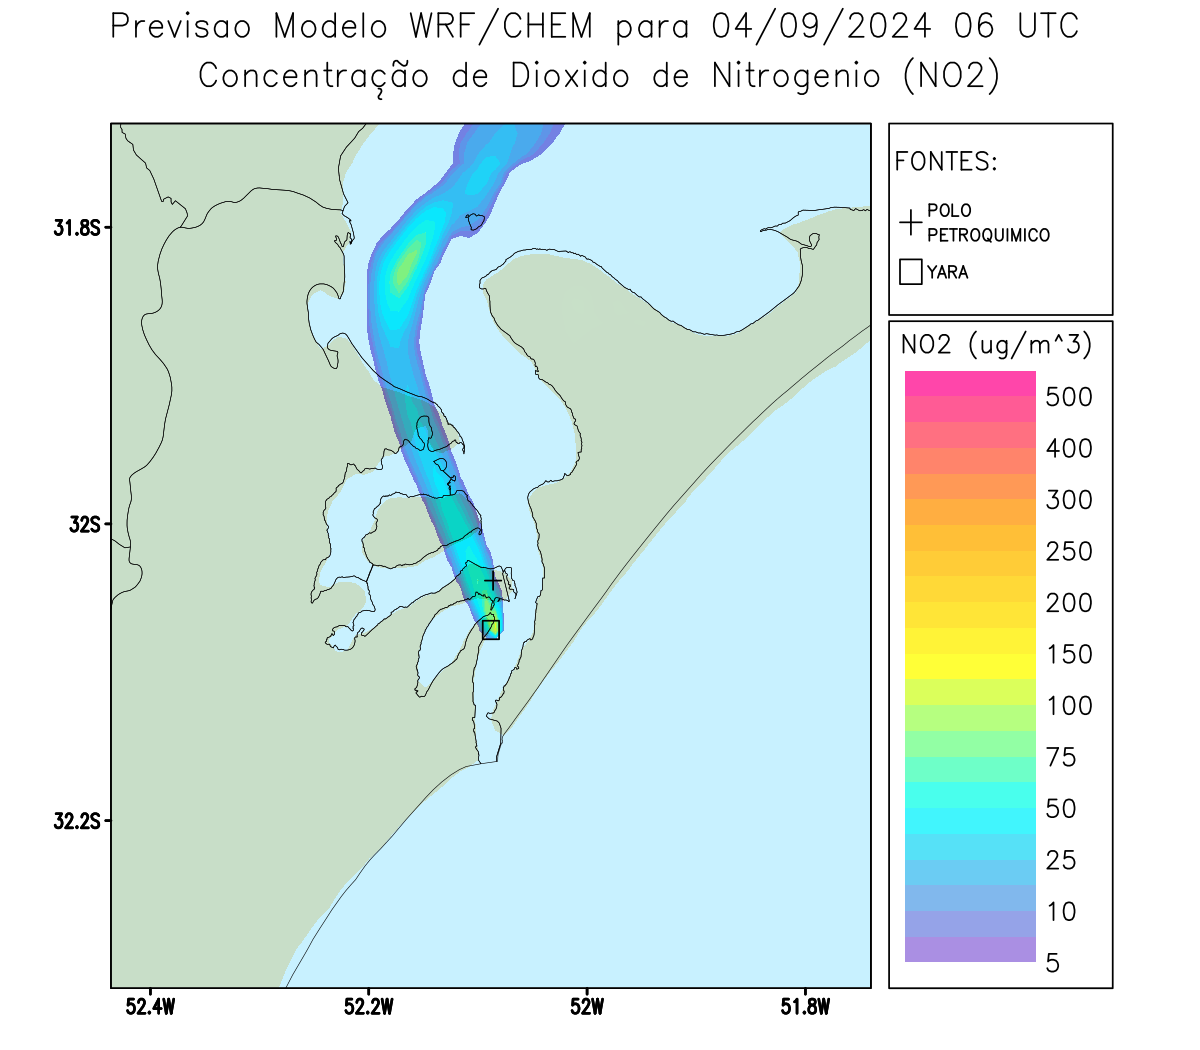 Previsao Modelo WRF/CHEM para 04/09/2024 06 UTC
Concentração de Dioxido de Nitrogenio (NO2)
FONTES:
POLO
PETROQUIMICO
YARA
NO2 (ug/m^3)
500
400
300
250
200
150
100
75
50
25
10
5
31.8S
32S
32.2S
52.4W
52.2W
52W
51.8W